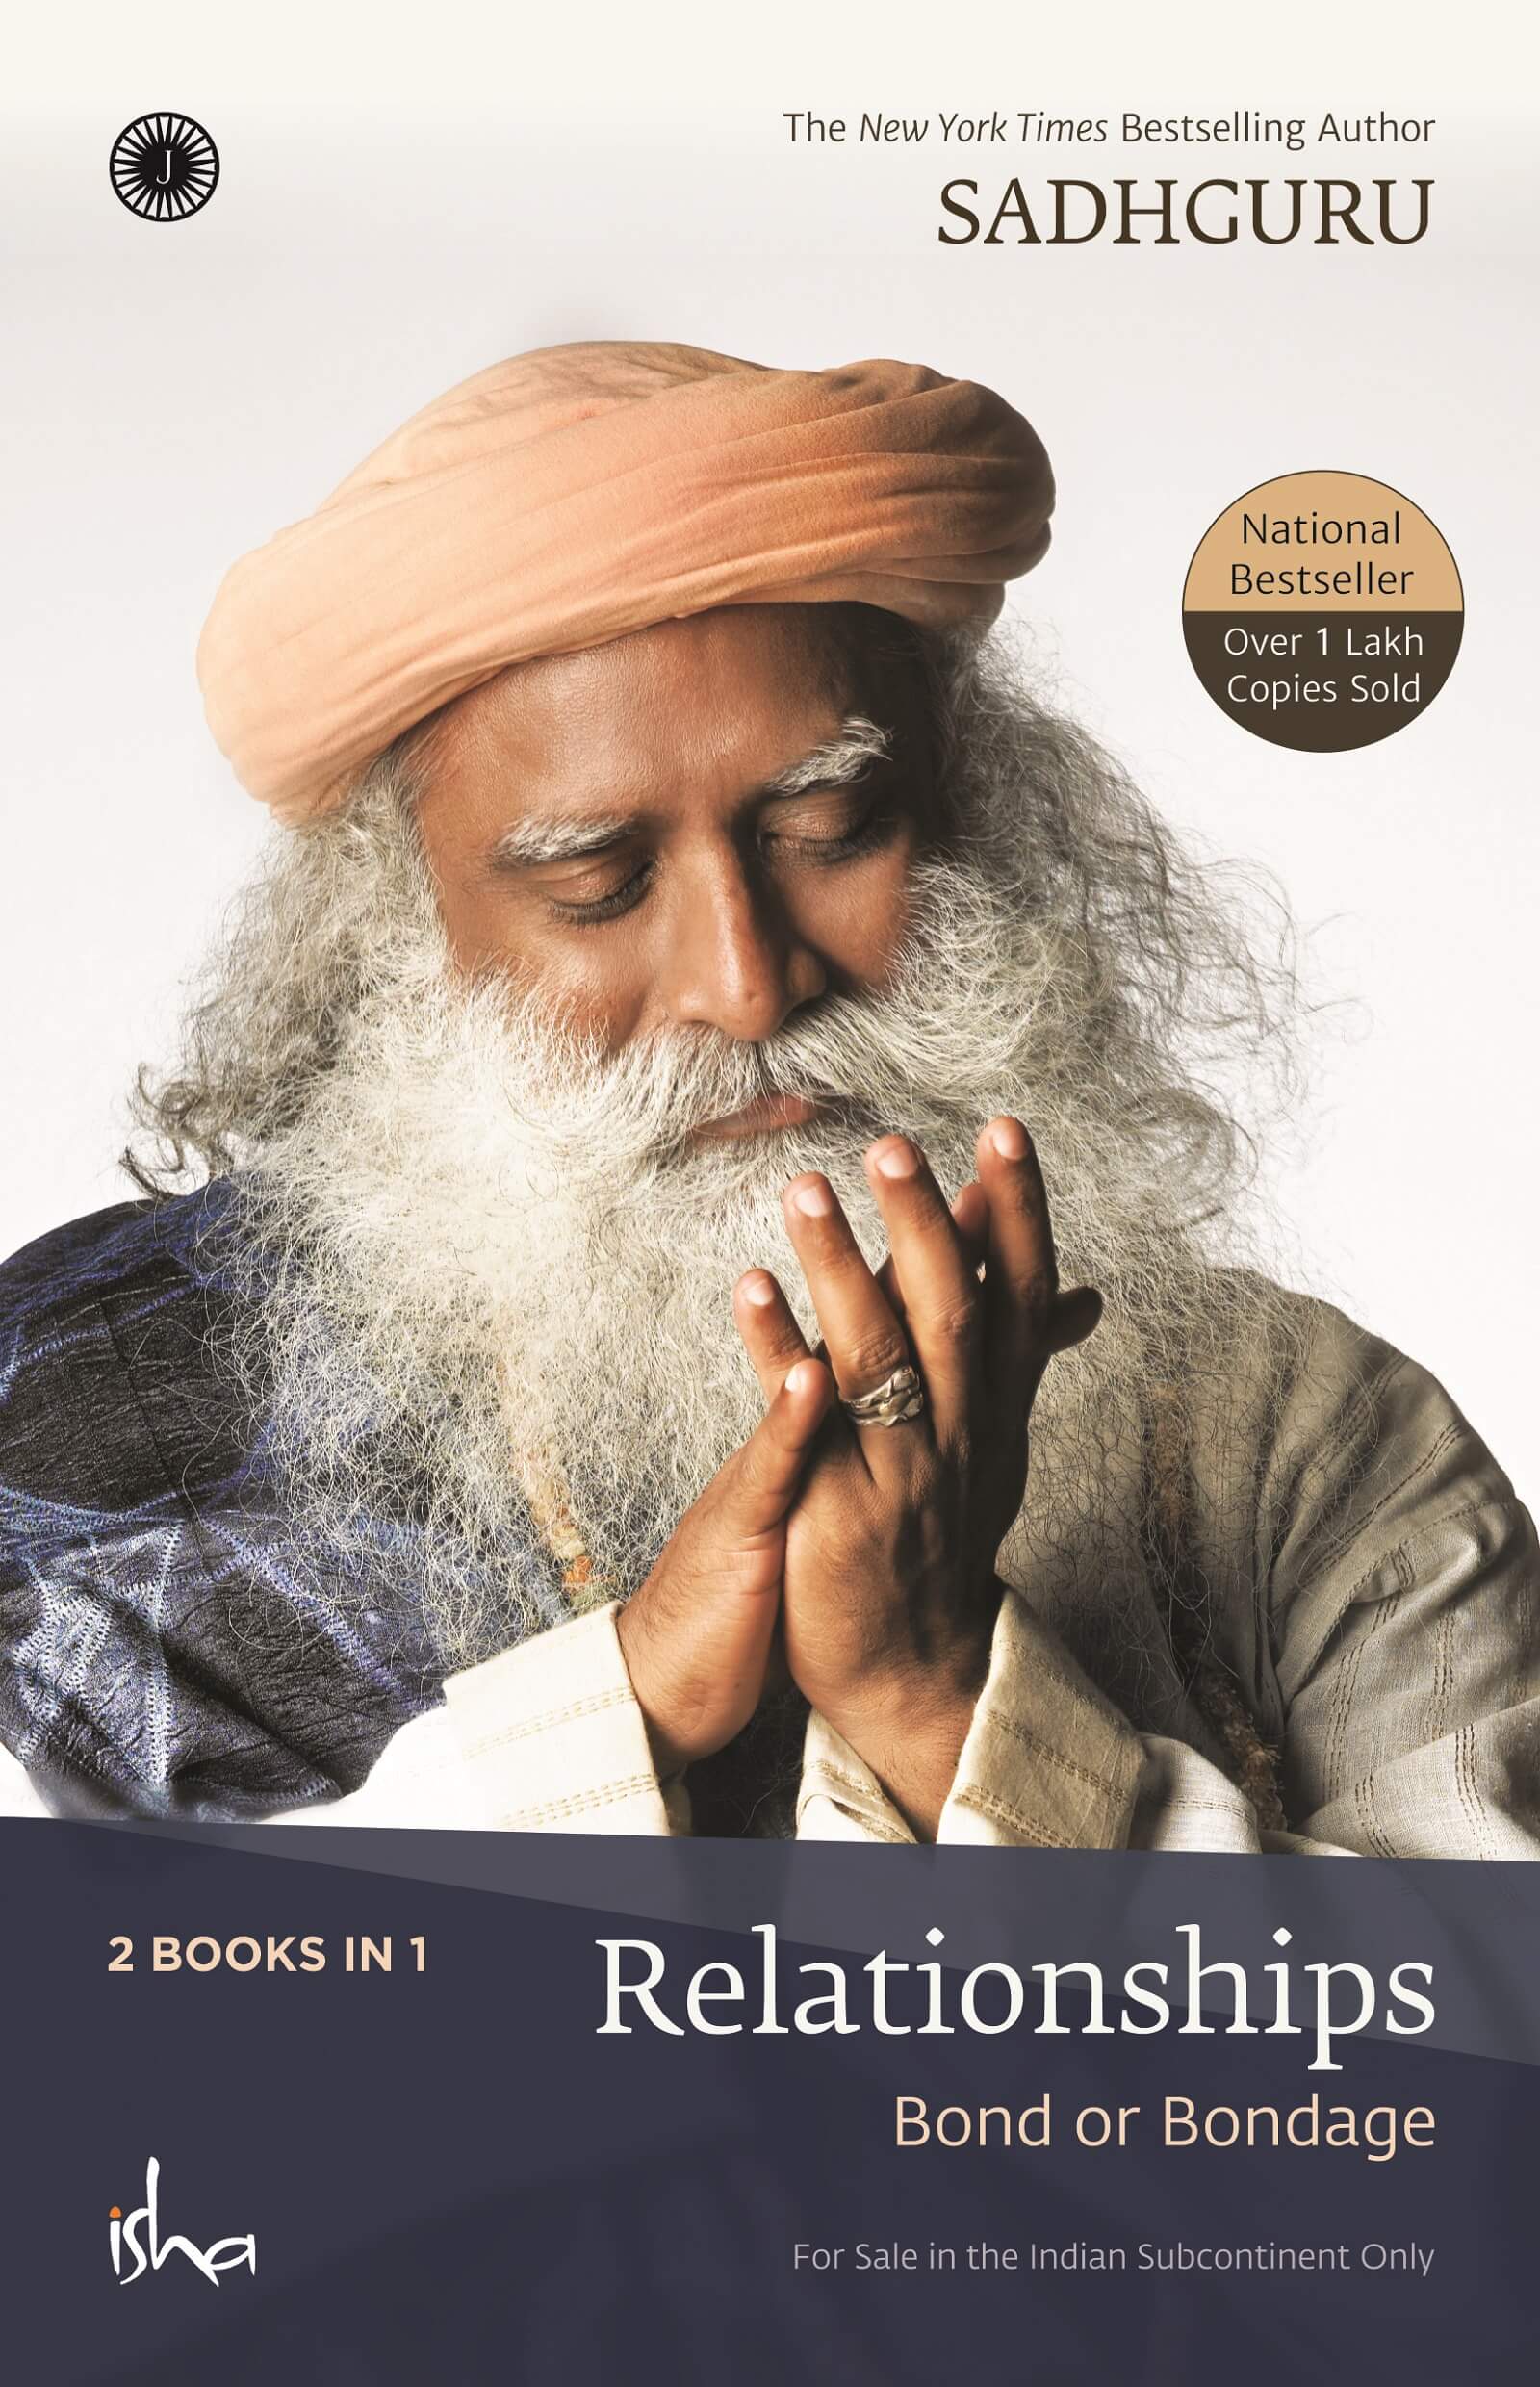 J
The New York Times Bestselling Author
SADHGURU
National
Bestseller
Over 1 Lakh
Copies Sold
2 BOOKS IN 1
Relationships
Bond or Bondage
isha
For Sale in the Indian Subcontinent Only